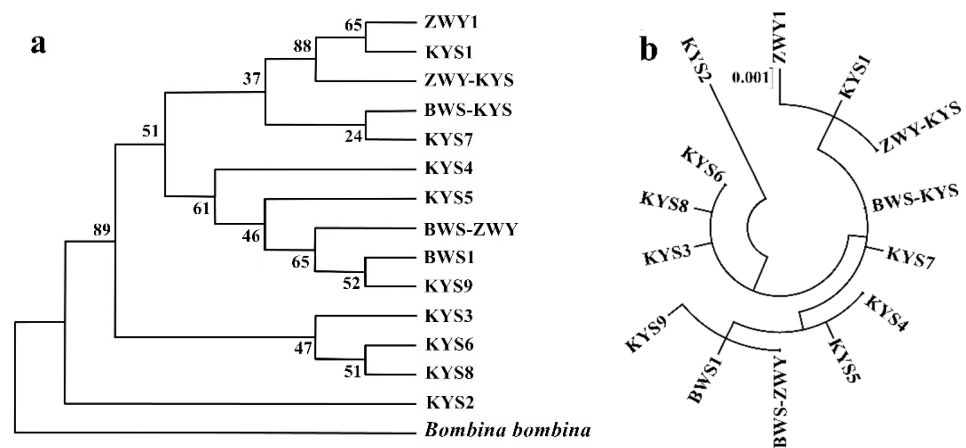 a
ZWY1
65
KYS1
88
ZWY-KYS
37
BWS-KYS
24
KYS7
51
KYS4
61
KYS5
46
BWS-ZWY
65
BWS1
52
KYS9
89
KYS3
47
KYS6
51
KYS8
KYS2
Bombina bombina
b
0.001
ZWY1
KYS1
ZWY-KYS
BWS-KYS
KYS7
KYS4
KYS5
BWS-ZWY
BWS1
KYS9
KYS3
KYS8
KYS6
KYS2